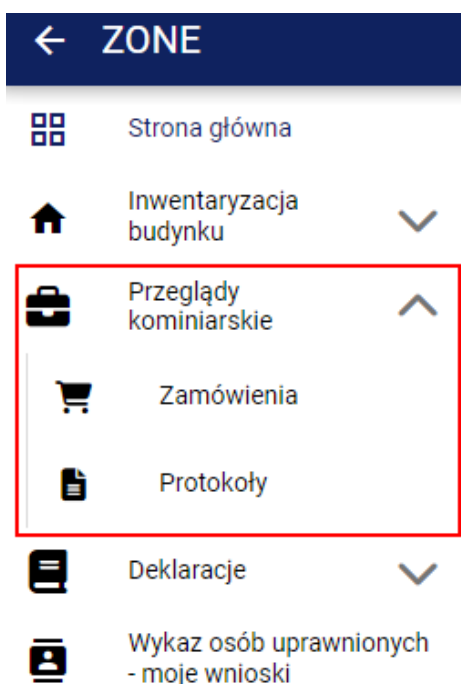 ZONE
Strona główna
Inwentaryzacja
budynku
Przeglądy
kominiarskie
Zamówienia
Protokoły
Deklaracje
Wykaz osób uprawnionych
- moje wnioski